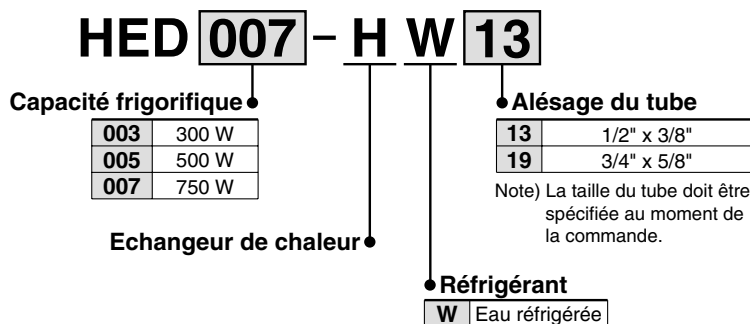 HED 007 – H W 13
Capacité frigorifique
003 300 W
005 500 W
007 750 W
Alésage du tube
13 1/2" x 3/8"
19 3/4" x 5/8"
Note) La taille du tube doit être
spécifiée au moment de
la commande.
Echangeur de chaleur
Réfrigérant
W Eau réfrigérée